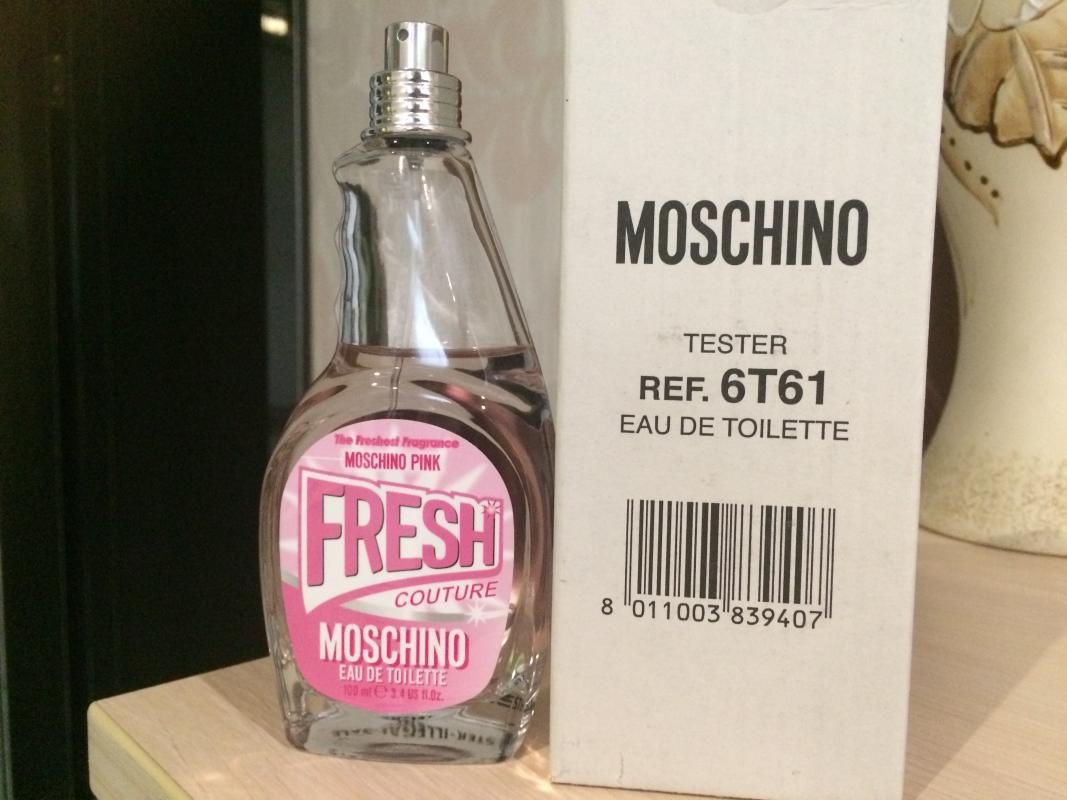 The Freshest Fragrance
MOSCHINO PINK
FRESH
COUTURE
MOSCHINO
EAU DE TOILETTE
100 ml e 3.4 US fl.Oz.
MOSCHINO
TESTER
REF. 6T61
EAU DE TOILETTE
8 011003 839407